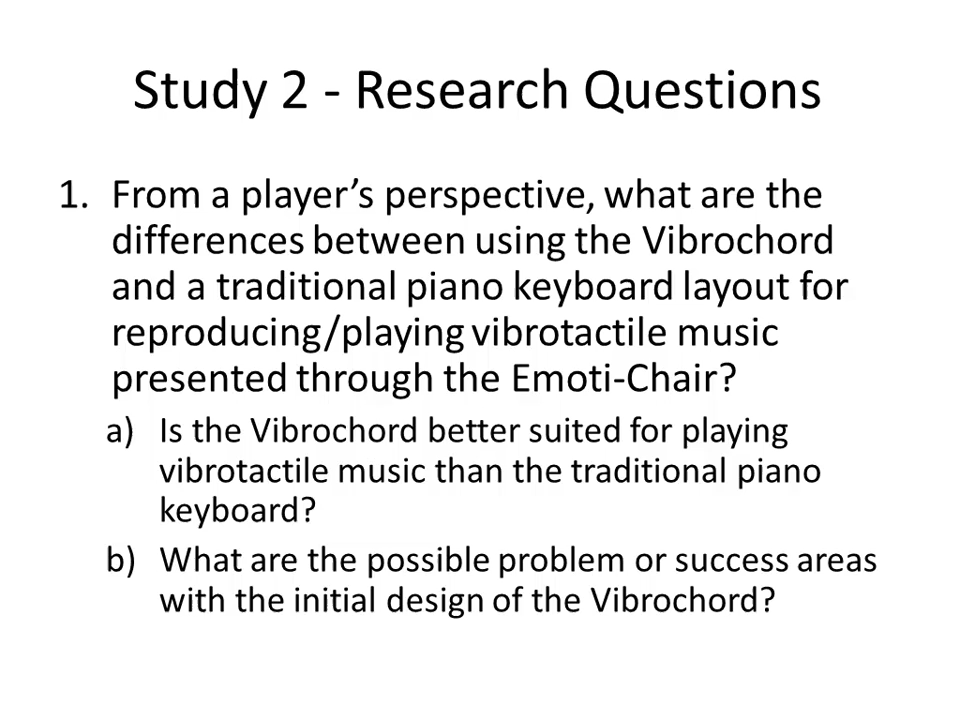 Study 2 - Research Questions
1. From a player’s perspective, what are the
differences between using the Vibrochord
and a traditional piano keyboard layout for
reproducing/playing vibrotactile music
presented through the Emoti-Chair?
a) Is the Vibrochord better suited for playing
vibrotactile music than the traditional piano
keyboard?
b) What are the possible problem or success areas
with the initial design of the Vibrochord?